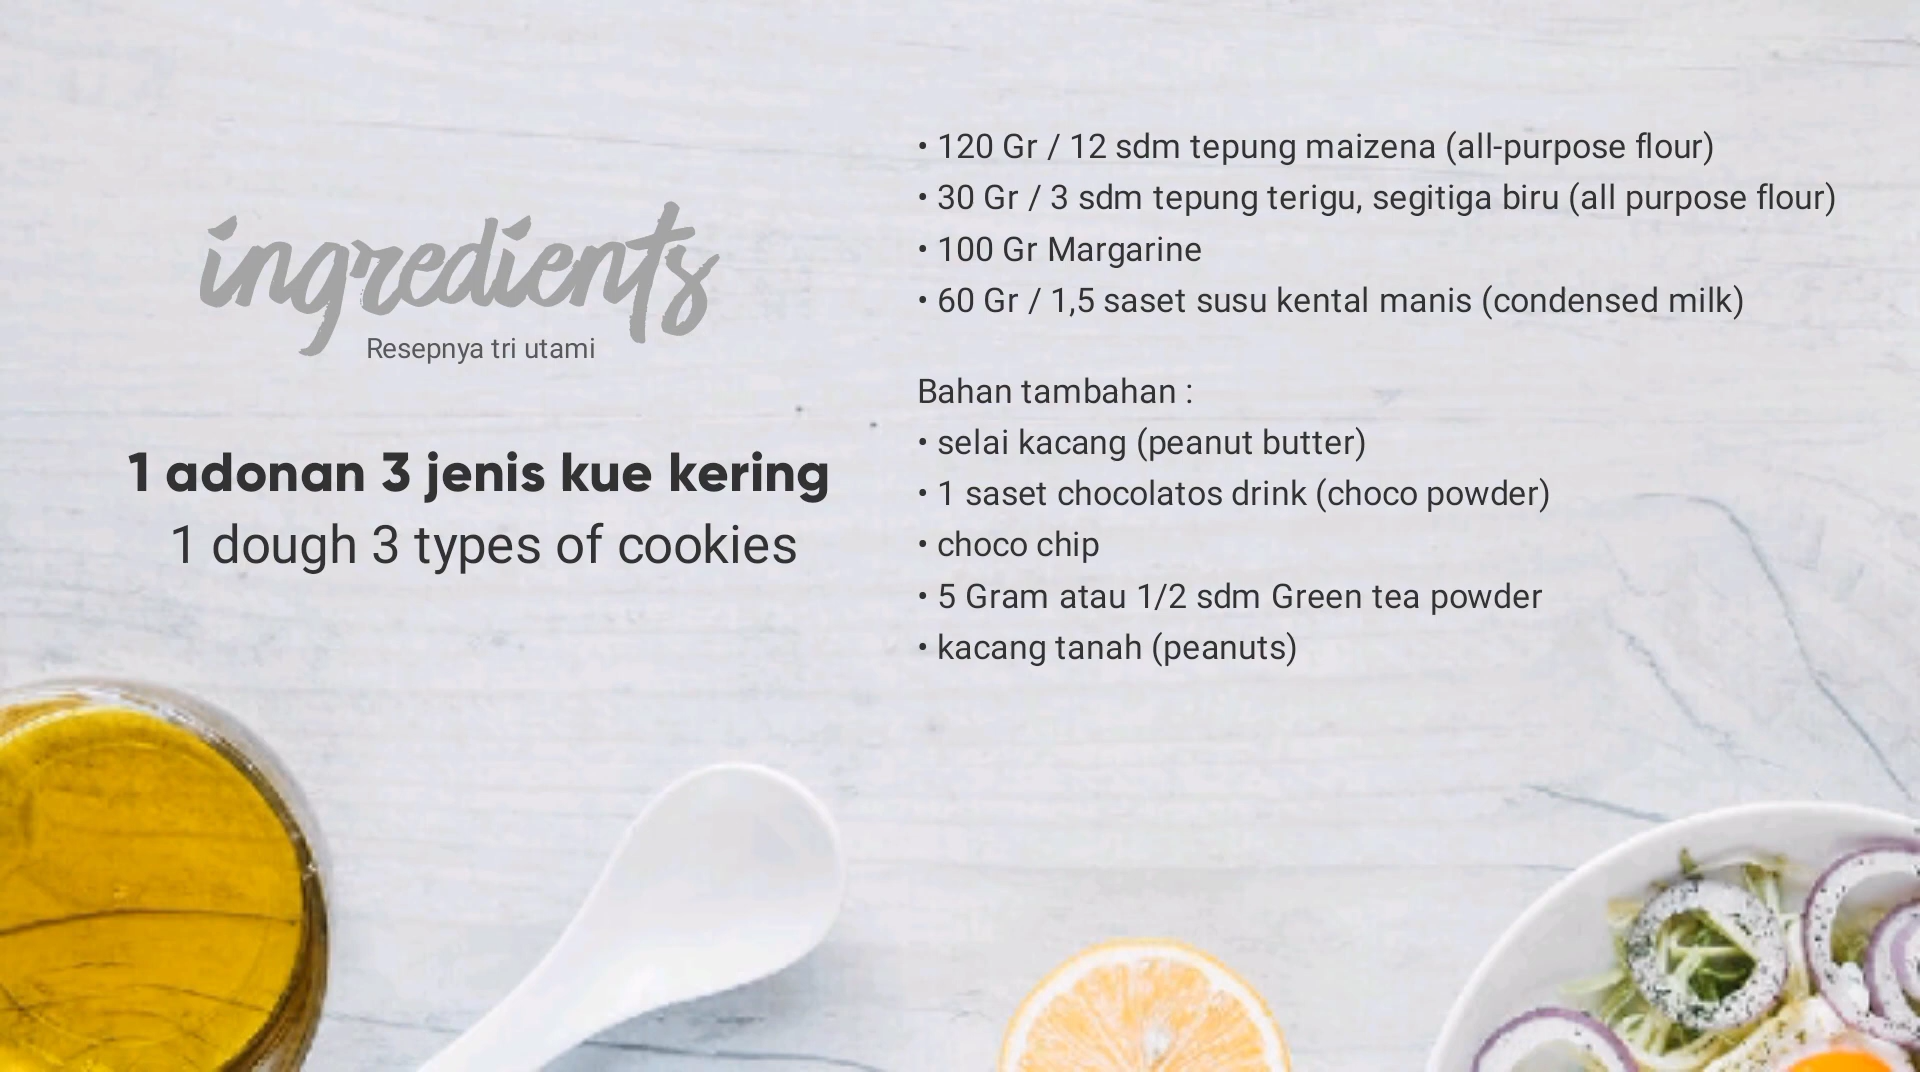 ingredients
Resepnya tri utami
1 adonan 3 jenis kue kering
1 dough 3 types of cookies
• 120 Gr / 12 sdm tepung maizena (all-purpose flour)
• 30 Gr / 3 sdm tepung terigu, segitiga biru (all purpose flour)
• 100 Gr Margarine
• 60 Gr / 1,5 saset susu kental manis (condensed milk)
Bahan tambahan :
• selai kacang (peanut butter)
• 1 saset chocolatos drink (choco powder)
• choco chip
• 5 Gram atau 1/2 sdm Green tea powder
• kacang tanah (peanuts)